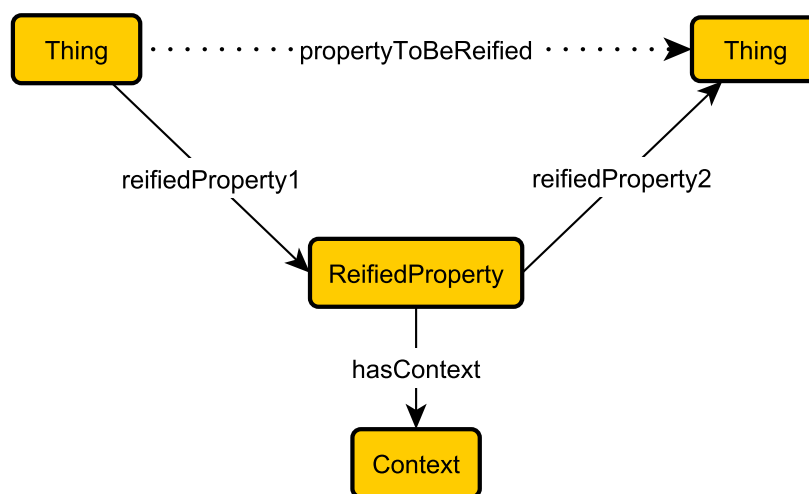 Thing
propertyToBeReified
Thing
reifiedProperty1
reifiedProperty2
ReifiedProperty
hasContext
Context